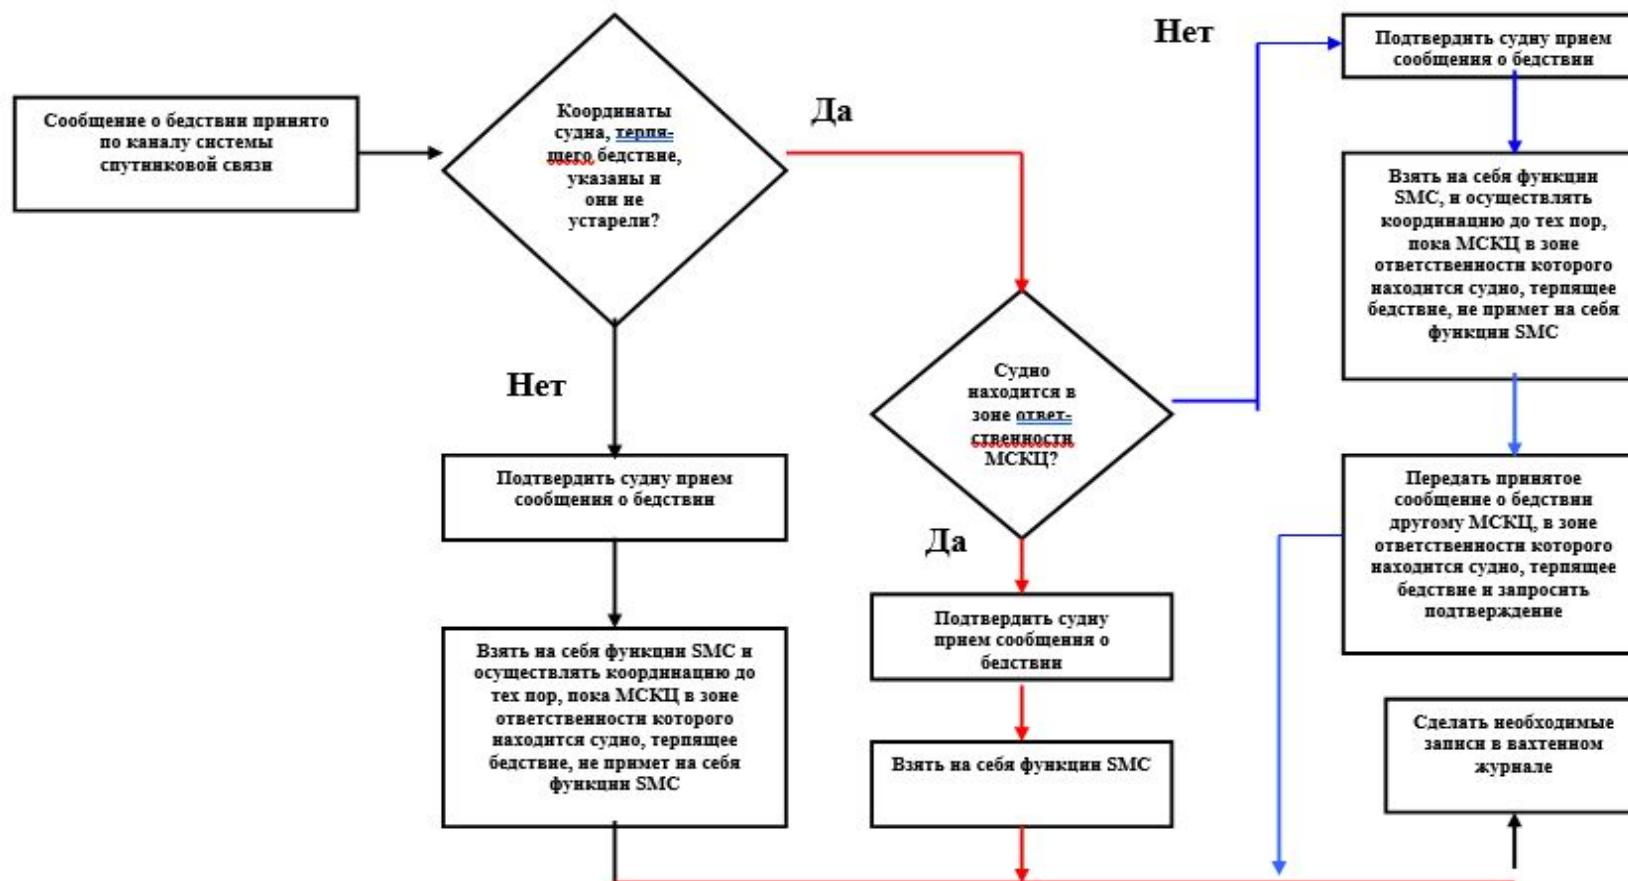 Сообщение о бедствии принято
по каналу системы
спутниковой связи
Координаты
судна, терпя-
щего бедствие,
указаны и
они не
устарели?
Да
Нет
Подтвердить судну прием
сообщения о бедствии
Взять на себя функции SMC и
осуществлять координацию до
тех пор, пока МСКЦ в зоне
ответственности которого
находится судно, терпящее
бедствие, не примет на себя
функции SMC
Судно
находится в
зоне ответ-
ственности
МСКЦ?
Да
Подтвердить судну
прием сообщения о
бедствии
Взять на себя функции SMC
Нет
Подтвердить судну прием
сообщения о бедствии
Взять на себя функции
SMC, и осуществлять
координацию до тех пор,
пока МСКЦ в зоне
ответственности которого
находится судно, терпящее
бедствие, не примет на себя
функции SMC
Передать принятое
сообщение о бедствии
другому МСКЦ, в зоне
ответственности которого
находится судно, терпящее
бедствие и запросить
подтверждение
Сделать необходимые
записи в вахтенном
журнале